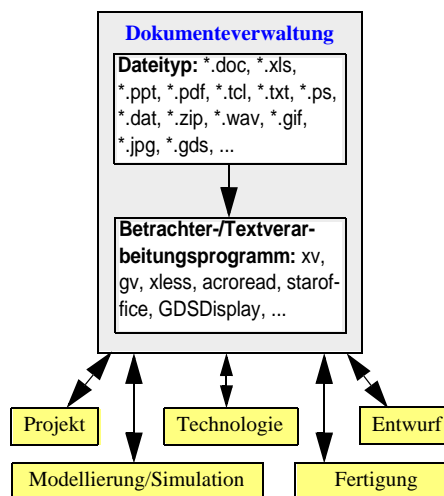 Dokumenteverwaltung
Dateityp: *.doc, *.xls,
*.ppt, *.pdf, *.tcl, *.txt, *.ps,
*.dat, *.zip, *.wav, *.gif,
*.jpg, *.gds, ...
Betrachter-/Textverar-
beitungsprogramm: xv,
gv, xless, acroread, starof-
fice, GDSDisplay, ...
Projekt
Technologie
Entwurf
Modellierung/Simulation
Fertigung